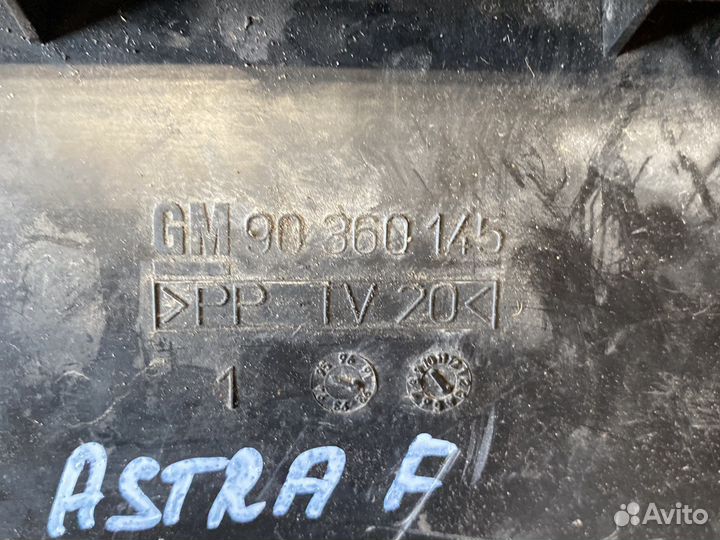 GM 90 360 145
>PP TV 20<
1
ASTRA F
Avito